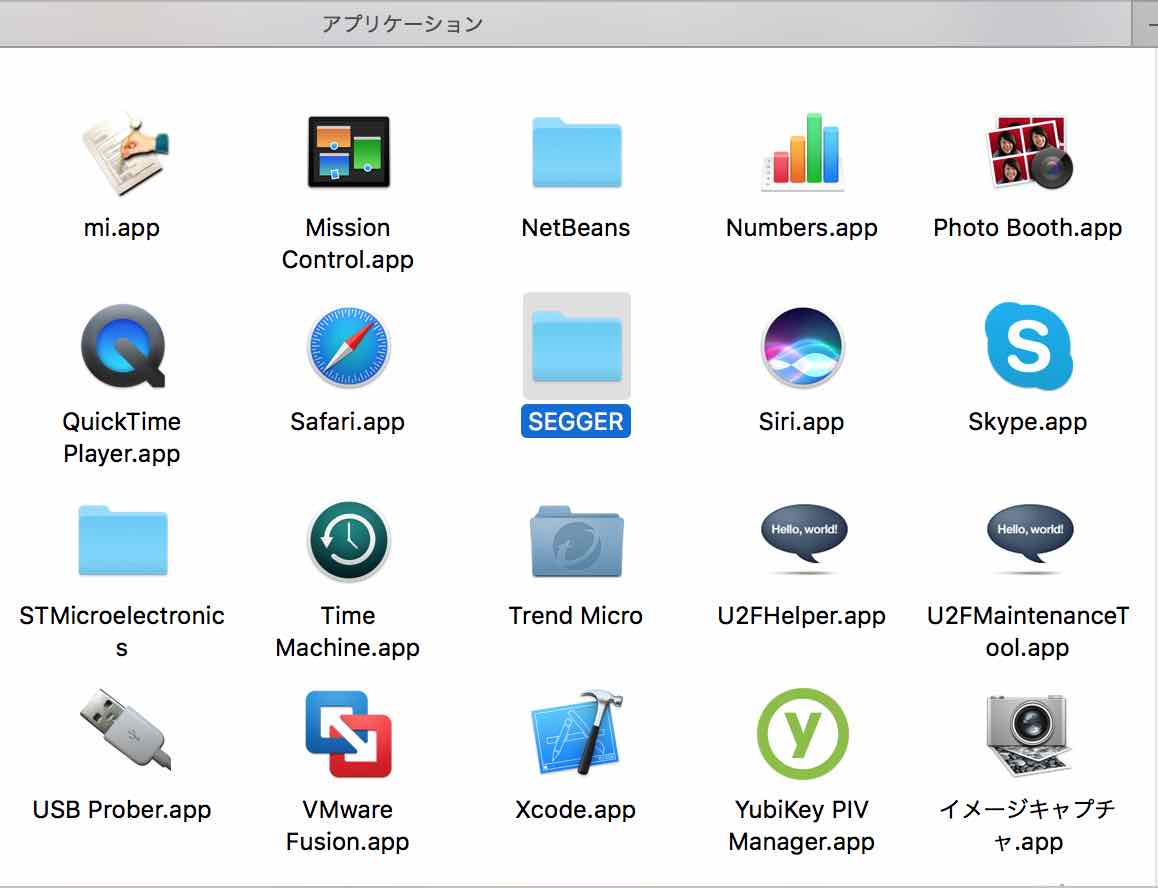 アプリケーション
mi.app
Mission
Control.app
NetBeans
Numbers.app
Photo Booth.app
QuickTime
Player.app
Safari.app
SEGGER
Siri.app
S
Skype.app
STMicroelectronic
s
Time
Machine.app
Trend Micro
Hello, world!
U2FHelper.app
Hello, world!
U2FMaintenanceT
ool.app
USB Prober.app
VMware
Fusion.app
Xcode.app
y
YubiKey PIV
Manager.app
イメージキャプチ
ャ.app